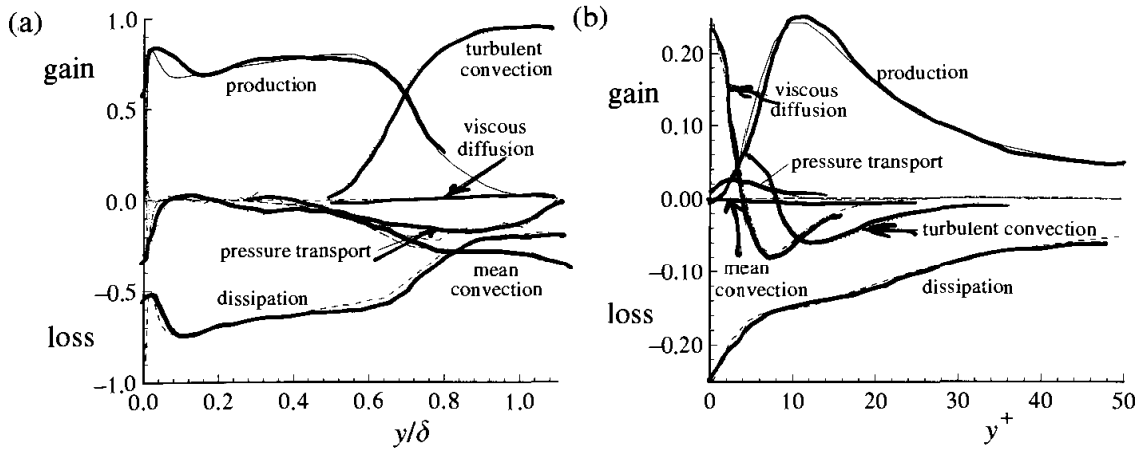 (a)
1.0
gain
0.5
0.0
−0.5
loss
−1.0
turbulent
convection
production
viscous
diffusion
pressure transport
dissipation
mean
convection
0.0 0.2 0.4 0.6 0.8 1.0
y/δ
(b)
0.20
gain
0.10
0.00
−0.10
loss
−0.20
viscous
diffusion
production
pressure transport
turbulent convection
mean
convection
dissipation
0 10 20 30 40 50
y+